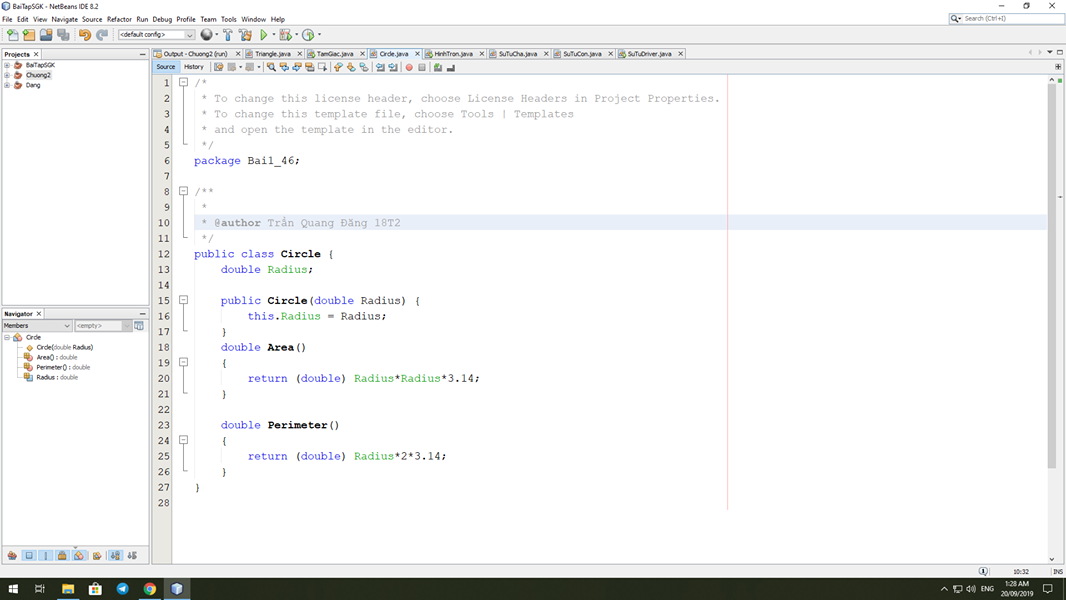 BaiTapSGK - NetBeans IDE 8.2
File Edit View Navigate Source Refactor Run Debug Profile Team Tools Window Help
Search (Ctrl+I)
<default config>
Projects
BaiTapSGK
Chuong2
Dang
Output - Chuong2 (run) Triangle.java TamGiac.java Circle.java HinhTron.java SuTuCha.java SuTuCon.java SuTuDriver.java
Source History
1 /*
2 * To change this license header, choose License Headers in Project Properties.
3 * To change this template file, choose Tools | Templates
4 * and open the template in the editor.
5 */
6 package Bai1_46;
7
8 /**
9 *
10 * @author Trần Quang Đăng 18T2
11 */
12 public class Circle {
13 double Radius;
14
15 public Circle(double Radius) {
16 this.Radius = Radius;
17 }
18 double Area()
19 {
20 return (double) Radius*Radius*3.14;
21 }
22
23 double Perimeter()
24 {
25 return (double) Radius*2*3.14;
26 }
27 }
28
Navigator
Members <empty>
Circle
Circle(double Radius)
Area() : double
Perimeter() : double
Radius : double
1 10:32 INS
ENG
1:28 AM
20/09/2019